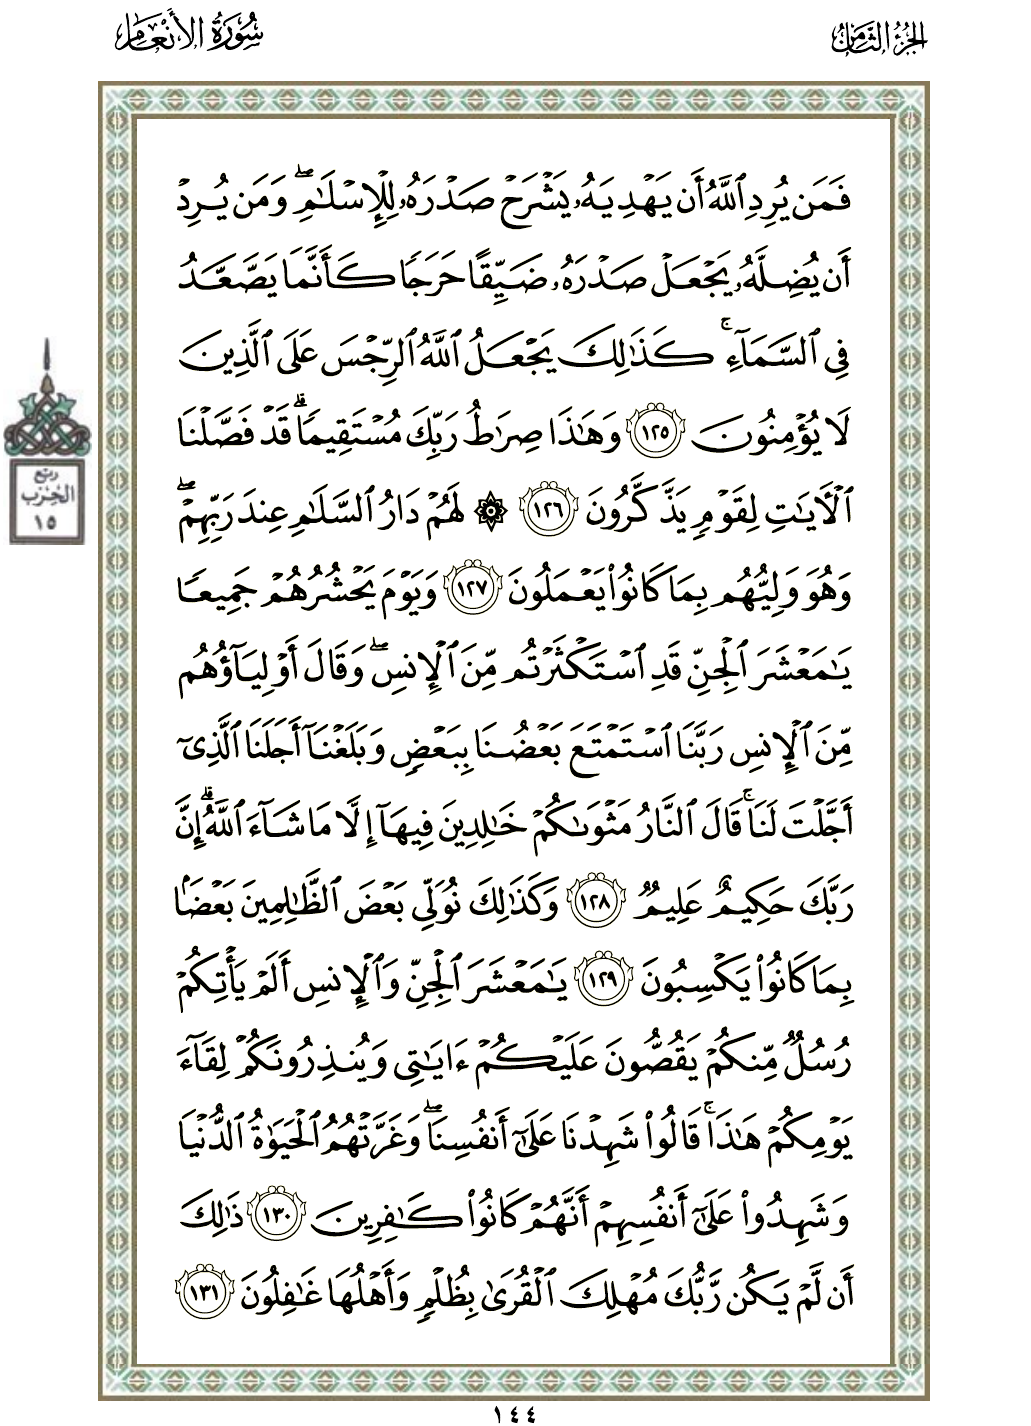 الجزء الثامن
سورة الأنعام
فَمَن يُرِدِ ٱللَّهُ أَن يَهْدِيَهُۥ يَشْرَحْ صَدْرَهُۥ لِلْإِسْلَٰمِ ۖ وَمَن يُرِدْ
أَن يُضِلَّهُۥ يَجْعَلْ صَدْرَهُۥ ضَيِّقًا حَرَجًا كَأَنَّمَا يَصَّعَّدُ
فِى ٱلسَّمَآءِ ۚ كَذَٰلِكَ يَجْعَلُ ٱللَّهُ ٱلرِّجْسَ عَلَى ٱلَّذِينَ
لَا يُؤْمِنُونَ ١٢٥ وَهَٰذَا صِرَٰطُ رَبِّكَ مُسْتَقِيمًا ۗ قَدْ فَصَّلْنَا
ٱلْءَايَٰتِ لِقَوْمٍ يَذَّكَّرُونَ ١٢٦ ۞ لَهُمْ دَارُ ٱلسَّلَٰمِ عِندَ رَبِّهِمْ ۖ
وَهُوَ وَلِيُّهُم بِمَا كَانُوا۟ يَعْمَلُونَ ١٢٧ وَيَوْمَ يَحْشُرُهُمْ جَمِيعًا
يَٰمَعْشَرَ ٱلْجِنِّ قَدِ ٱسْتَكْثَرْتُم مِّنَ ٱلْإِنسِ ۖ وَقَالَ أَوْلِيَآؤُهُم
مِّنَ ٱلْإِنسِ رَبَّنَا ٱسْتَمْتَعَ بَعْضُنَا بِبَعْضٍ وَبَلَغْنَآ أَجَلَنَا ٱلَّذِىٓ
أَجَّلْتَ لَنَا ۚ قَالَ ٱلنَّارُ مَثْوَىٰكُمْ خَٰلِدِينَ فِيهَآ إِلَّا مَا شَآءَ ٱللَّهُ ۗ إِنَّ
رَبَّكَ حَكِيمٌ عَلِيمٌ ١٢٨ وَكَذَٰلِكَ نُوَلِّى بَعْضَ ٱلظَّٰلِمِينَ بَعْضًۢا
بِمَا كَانُوا۟ يَكْسِبُونَ ١٢٩ يَٰمَعْشَرَ ٱلْجِنِّ وَٱلْإِنسِ أَلَمْ يَأْتِكُمْ
رُسُلٌ مِّنكُمْ يَقُصُّونَ عَلَيْكُمْ ءَايَٰتِى وَيُنذِرُونَكُمْ لِقَآءَ
يَوْمِكُمْ هَٰذَا ۚ قَالُوا۟ شَهِدْنَا عَلَىٰٓ أَنفُسِنَا ۖ وَغَرَّتْهُمُ ٱلْحَيَوٰةُ ٱلدُّنْيَا
وَشَهِدُوا۟ عَلَىٰٓ أَنفُسِهِمْ أَنَّهُمْ كَانُوا۟ كَٰفِرِينَ ١٣٠ ذَٰلِكَ
أَن لَّمْ يَكُن رَّبُّكَ مُهْلِكَ ٱلْقُرَىٰ بِظُلْمٍ وَأَهْلُهَا غَٰفِلُونَ ١٣١
ربع
الحزب
١٥
١٤٤